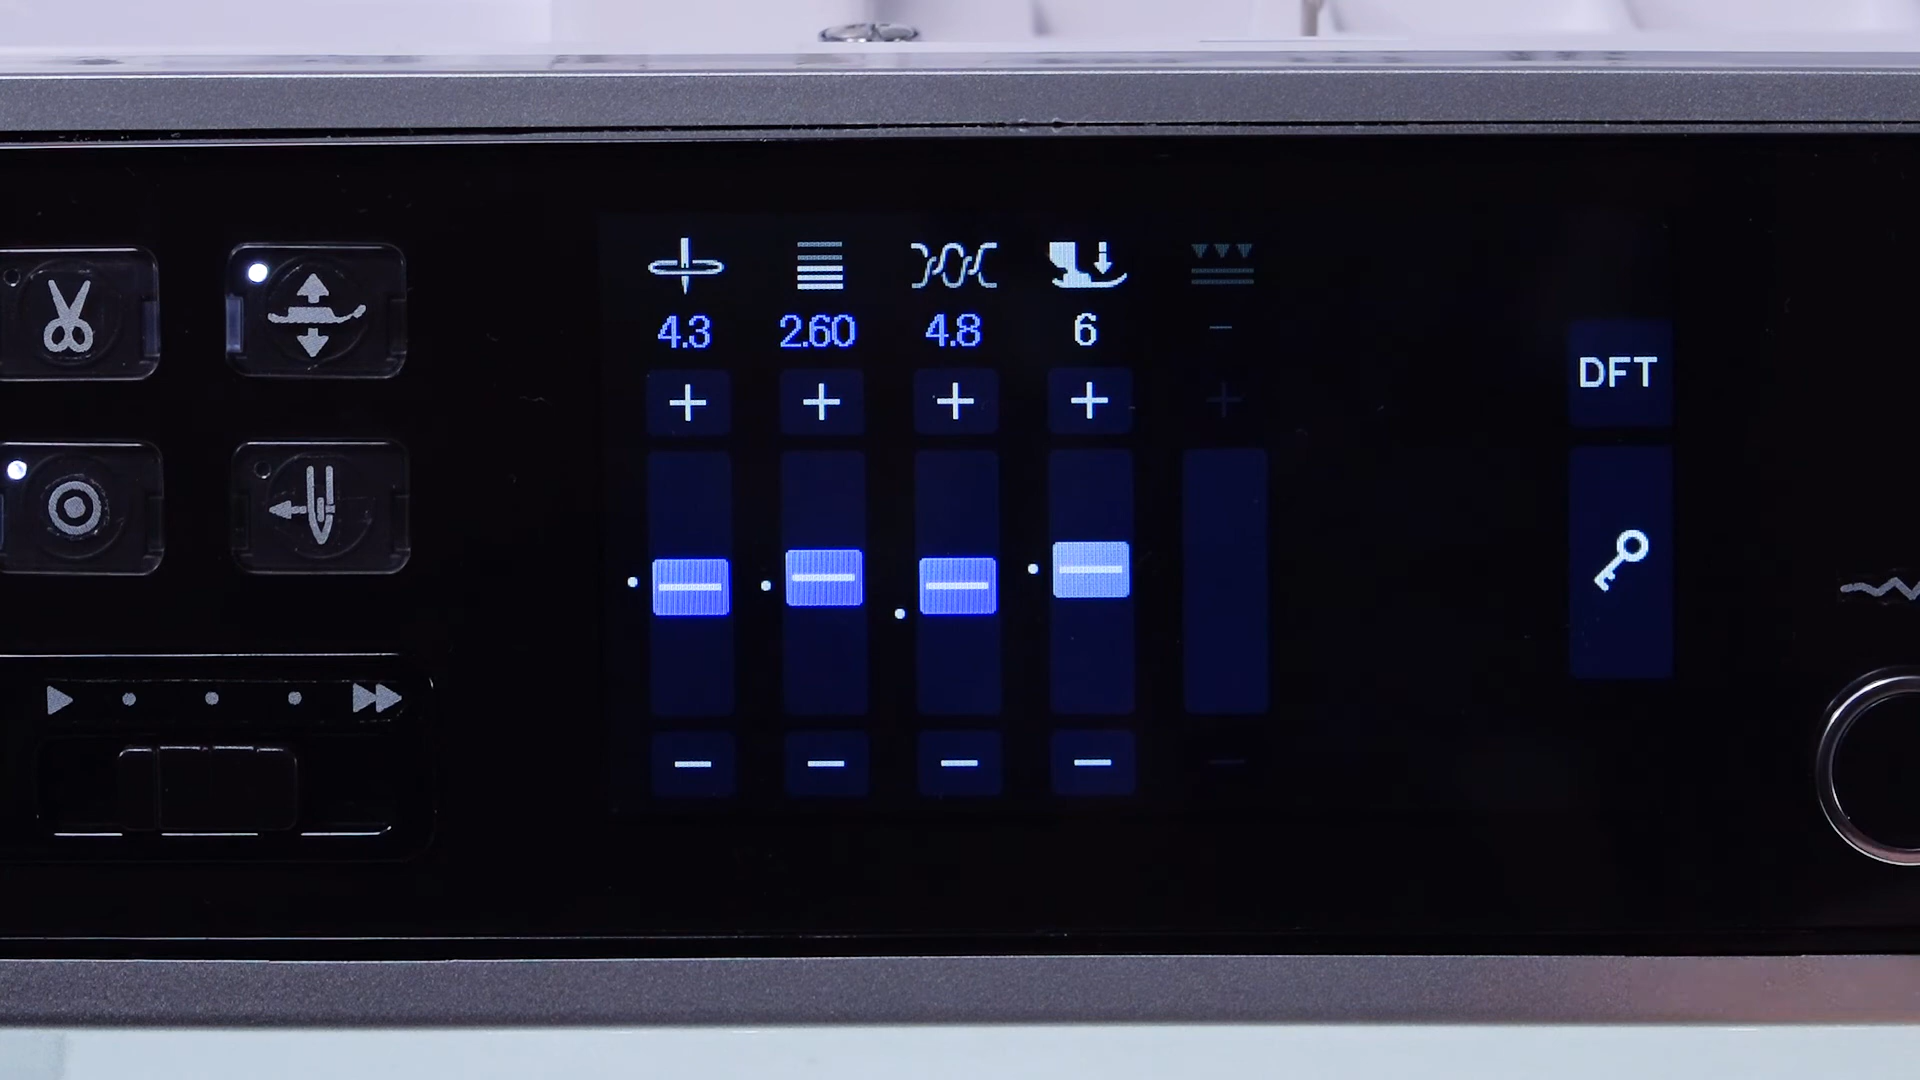 4.3 2.60 4.8 6 –
+ + + + +
DFT
– – – – –